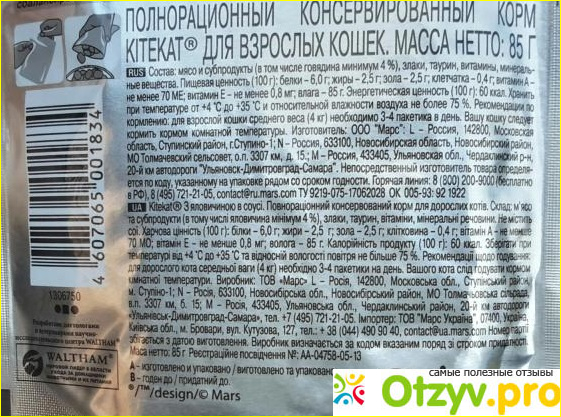 ПОЛНОРАЦИОННЫЙ КОНСЕРВИРОВАННЫЙ КОРМ
KITEKAT® ДЛЯ ВЗРОСЛЫХ КОШЕК. МАССА НЕТТО: 85 Г
RUS Состав: мясо и субпродукты (в том числе говядина минимум 4 %), злаки, таурин, витамины, минераль-
ные вещества. Пищевая ценность (100 г): белки – 6,0 г; жиры – 2,5 г; зола – 2,5 г; клетчатка – 0,4 г; витамин А –
не менее 70 МЕ; витамин Е – не менее 0,8 мг; влага – 85 г. Энергетическая ценность (100 г): 60 ккал. Хранить
при температуре от +4 °С до +35 °С и относительной влажности воздуха не более 75 %. Рекомендации по
кормлению: для взрослой кошки среднего веса (4 кг) необходимо 3-4 пакетика в день. Вашу кошку следует
кормить кормом комнатной температуры. Изготовитель: ООО "Марс": L – Россия, 142800, Московская
область, Ступинский район, г.Ступино-1; N – Россия, 633100, Новосибирская область, Новосибирский район,
МО Толмачевский сельсовет, о.п. 3307 км, д. 15.; M – Россия, 433405, Ульяновская обл., Чердаклинский р-н,
20-й км автодороги "Ульяновск-Димитровград-Самара". Непосредственный изготовитель товара определяется
по коду, указанному на упаковке рядом со сроком годности. Горячая линия: 8 (800) 200-9000 (бесплатно
в РФ), 8 (495) 721-21-05, contact@ru.mars.com ТУ 9219-075-17062028 ОК 005-93: 92 1922
UA Kitekat® З яловичиною в соусі. Повнораціонний консервований корм для дорослих котів. Склад: м'ясо
та субпродукти (в тому числі яловичина мінімум 4 %), злаки, таурин, вітаміни, мінеральні речовини. Не містить
сої. Харчова цінність (100 г): білки – 6,0 г; жири – 2,5 г; зола – 2,5 г; клітковина – 0,4 г; вітамін А – не менше
70 МО; вітамін Е – не менше 0,8 мг; волога – 85 г. Калорійність продукту (100 г): 60 ккал. Зберігати при
температурі від +4 °С до +35 °С та відносній вологості повітря не більше 75 %. Рекомендації з годування:
для дорослого кота середньої ваги (4 кг) необхідно 3-4 пакетики на день. Вашого кота слід годувати кормом
кімнатної температури. Виробник: ТОВ «Марс» L – Росія, 142800, Московська обл., Ступінський район,
м. Ступіно-1; N – Росія, 633100, Новосибірська обл., Новосибірський район, МО Толмачовська сільрада,
в.п. 3307 км, б. 15; M – Росія, 433405, Ульяновська обл., Чердаклінський район, 20-й км автодороги
«Ульяновськ-Димитровград-Самара», тел. +7 (495) 721-21-05. Імпортер: ТОВ "Марс Україна", 07400, Україна,
Київська обл., м. Бровари, вул. Кутузова, 127, тел.: + 38 (044) 490 90 40, contact@ua.mars.com Номер партії
збігається з датою виготовлення. Виробник визначається за кодом вказаним поряд зі строком придатності.
Маса нетто: 85 г. Реєстраційне посвідчення №: АА-04758-05-13
А – изготовлено / виготовлено и упаковано /
В – годен до / придатний до.
®/™/design/© Mars
4 607065 001834
1306750
Разработано совместно
WALTHAM™
WALTHAM
самые полезные отзывы
Otzyv.pro